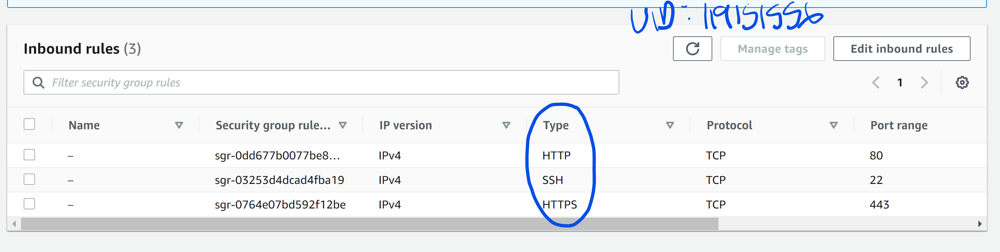 UID: 119151556
Inbound rules (3)
Manage tags
Edit inbound rules
Filter security group rules
1
Name Security group rule... IP version Type Protocol Port range
– sgr-0dd677b0077be8... IPv4 HTTP TCP 80
– sgr-03253d4dcad4fba19 IPv4 SSH TCP 22
– sgr-0764e07bd592f12be IPv4 HTTPS TCP 443